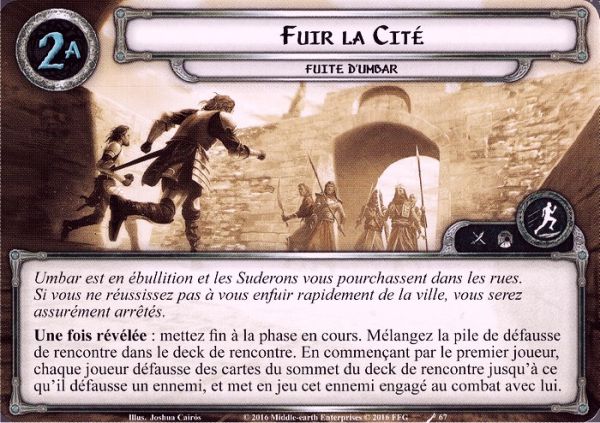 2A
Fuir la Cité
Fuite d'Umbar
Umbar est en ébullition et les Suderons vous pourchassent dans les rues.
Si vous ne réussissez pas à vous enfuir rapidement de la ville, vous serez
assurément arrêtés.
Une fois révélée : mettez fin à la phase en cours. Mélangez la pile de défausse
de rencontre dans le deck de rencontre. En commençant par le premier joueur,
chaque joueur défausse des cartes du sommet du deck de rencontre jusqu'à ce
qu'il défausse un ennemi, et met en jeu cet ennemi engagé au combat avec lui.
Illus. Joshua Cairós © 2016 Middle-earth Enterprises © 2016 FFG 67